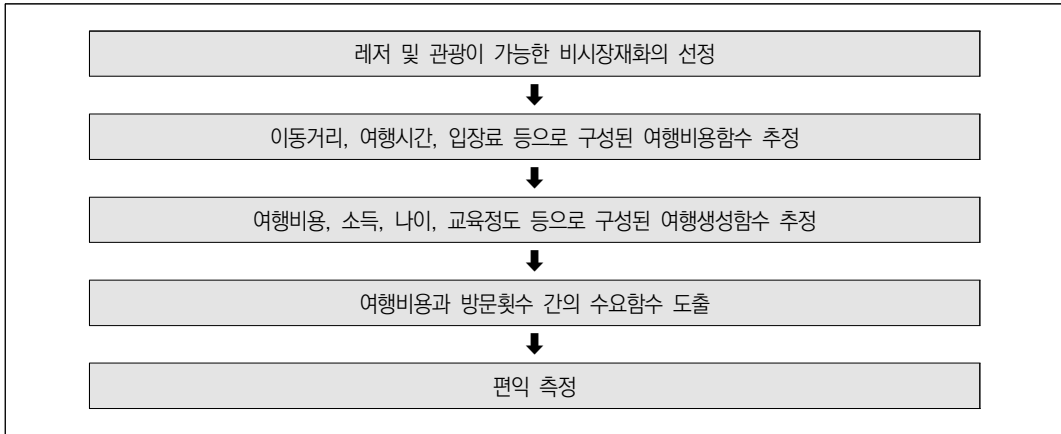 레저 및 관광이 가능한 비시장재화의 선정
이동거리, 여행시간, 입장료 등으로 구성된 여행비용함수 추정
여행비용, 소득, 나이, 교육정도 등으로 구성된 여행생성함수 추정
여행비용과 방문횟수 간의 수요함수 도출
편익 측정